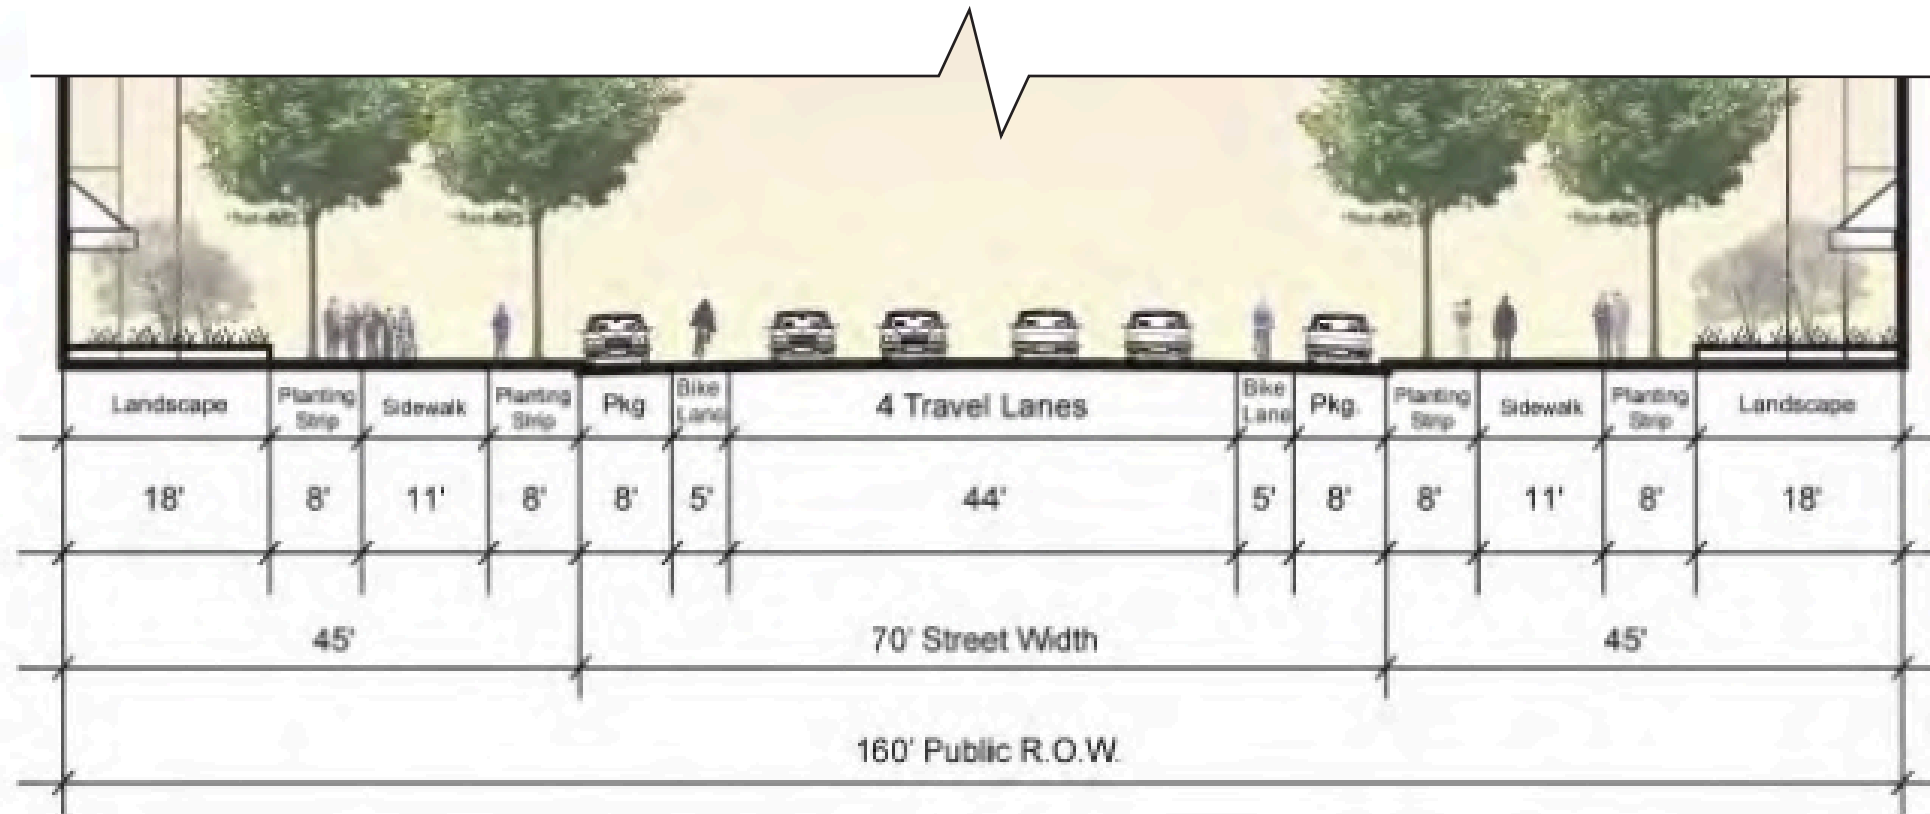 Landscape
Planting
Strip
Sidewalk
Planting
Strip
Pkg
Bike
Lane
4 Travel Lanes
Bike
Lane
Pkg.
Planting
Strip
Sidewalk
Planting
Strip
Landscape
18'
8'
11'
8'
8'
5'
44'
5'
8'
8'
11'
8'
18'
45'
70' Street Width
45'
160' Public R.O.W.